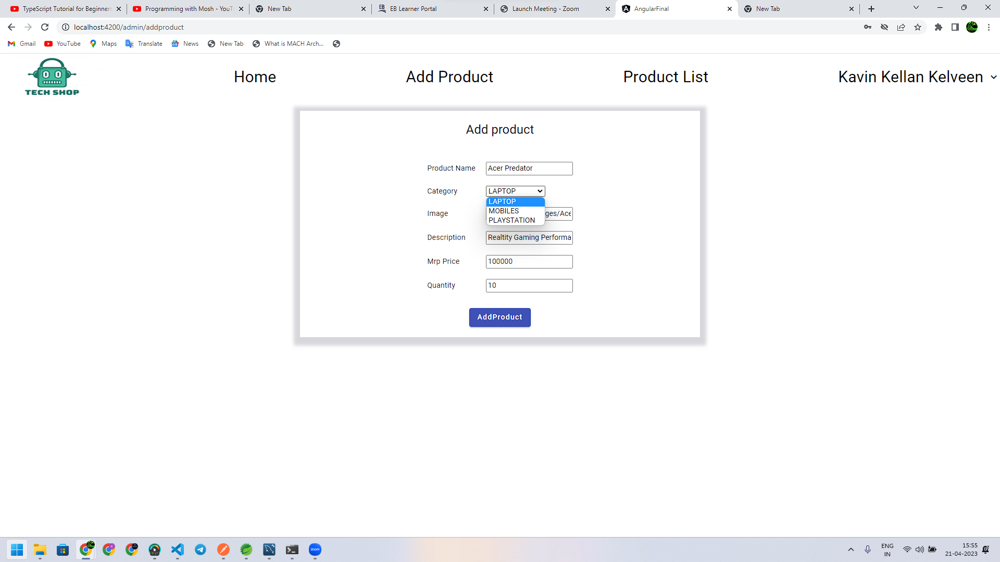 TypeScript Tutorial for Beginners
Programming with Mosh - YouT
New Tab
EB Learner Portal
Launch Meeting - Zoom
AngularFinal
New Tab
localhost:4200/admin/addproduct
Gmail
YouTube
Maps
Translate
News
New Tab
What is MACH Arch...
TECH SHOP
Home
Add Product
Product List
Kavin Kellan Kelveen
Add product
Product Name
Acer Predator
Category
LAPTOP
LAPTOP
MOBILES
PLAYSTATION
Image
ges/Ace
Description
Realtity Gaming Performa
Mrp Price
100000
Quantity
10
AddProduct
zoom
ENG
IN
15:55
21-04-2023